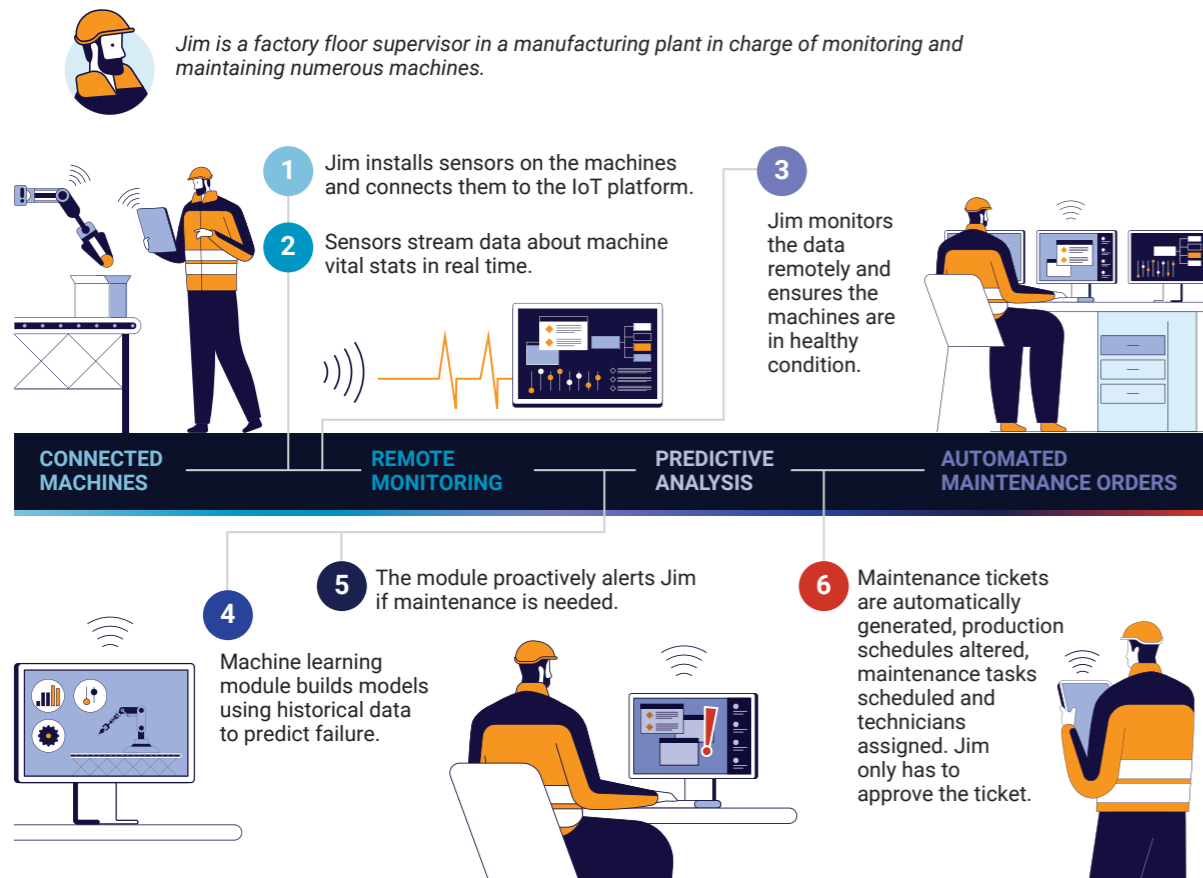 Jim is a factory floor supervisor in a manufacturing plant in charge of monitoring and
maintaining numerous machines.
1
Jim installs sensors on the machines
and connects them to the IoT platform.
2
Sensors stream data about machine
vital stats in real time.
3
Jim monitors
the data
remotely and
ensures the
machines are
in healthy
condition.
CONNECTED
MACHINES
REMOTE
MONITORING
PREDICTIVE
ANALYSIS
AUTOMATED
MAINTENANCE ORDERS
4
Machine learning
module builds models
using historical data
to predict failure.
5
The module proactively alerts Jim
if maintenance is needed.
6
Maintenance tickets
are automatically
generated, production
schedules altered,
maintenance tasks
scheduled and
technicians
assigned. Jim
only has to
approve the ticket.